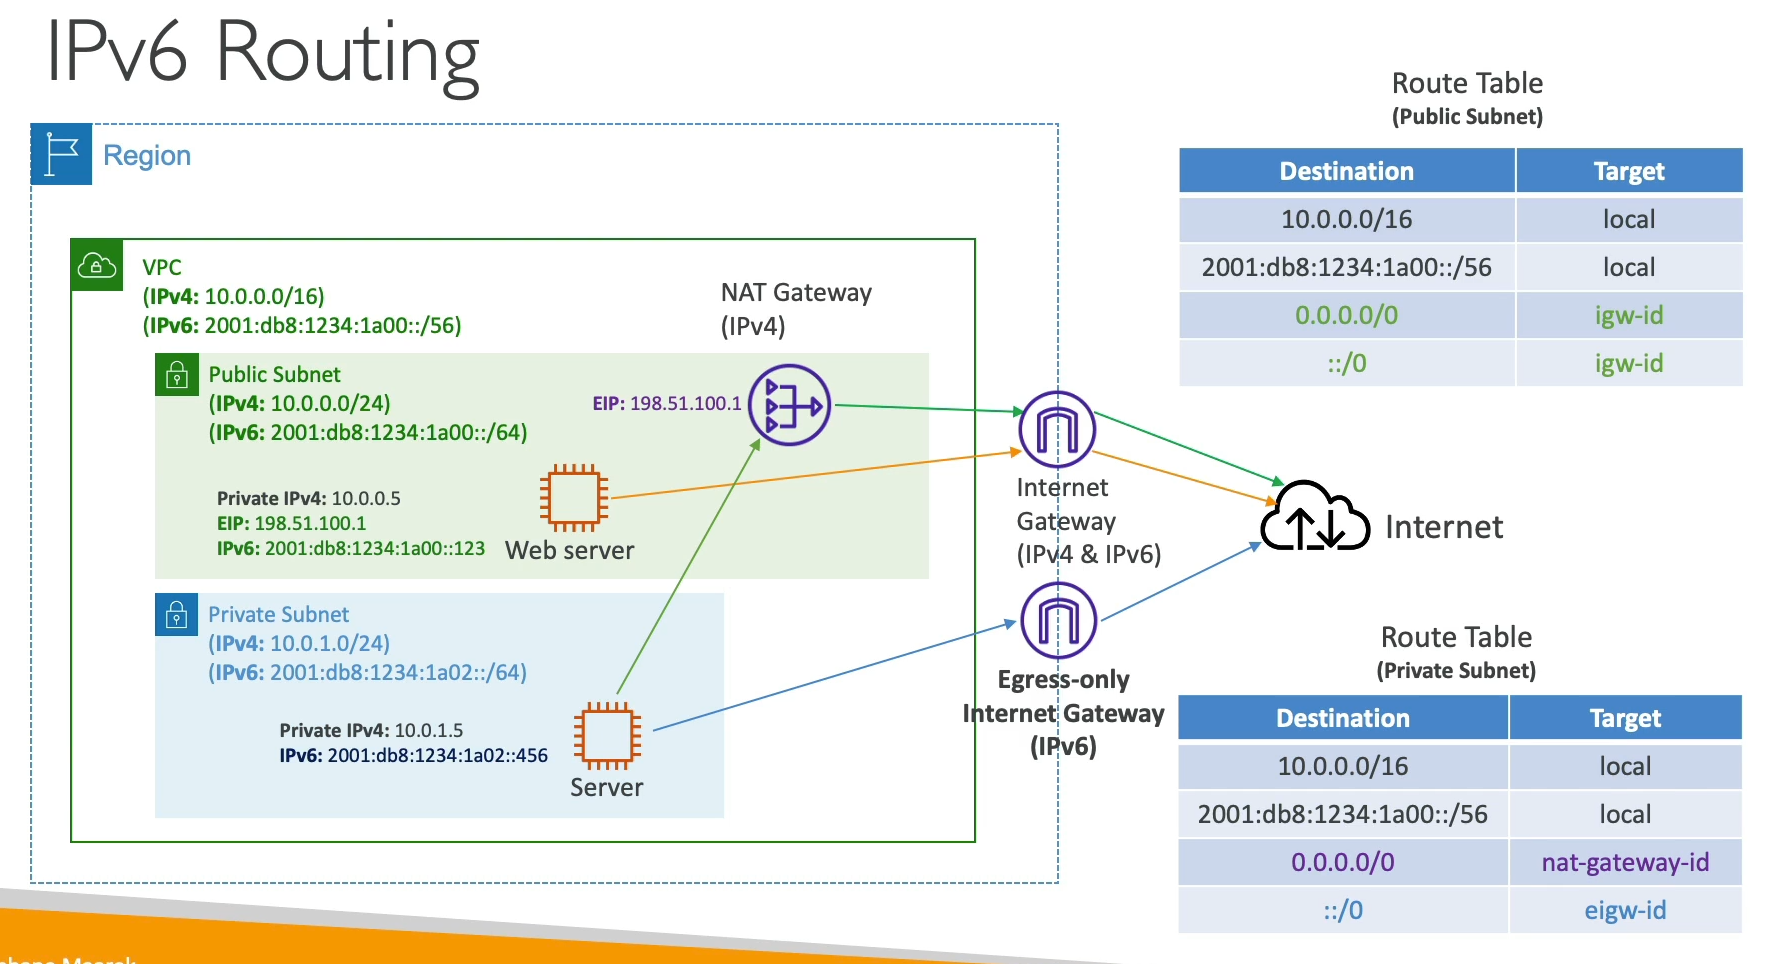 IPv6 Routing
Region
VPC
(IPv4: 10.0.0.0/16)
(IPv6: 2001:db8:1234:1a00::/56)
NAT Gateway
(IPv4)
Public Subnet
(IPv4: 10.0.0.0/24)
(IPv6: 2001:db8:1234:1a00::/64)
EIP: 198.51.100.1
Private IPv4: 10.0.0.5
EIP: 198.51.100.1
IPv6: 2001:db8:1234:1a00::123
Web server
Private Subnet
(IPv4: 10.0.1.0/24)
(IPv6: 2001:db8:1234:1a02::/64)
Private IPv4: 10.0.1.5
IPv6: 2001:db8:1234:1a02::456
Server
Internet
Gateway
(IPv4 & IPv6)
Egress-only
Internet Gateway
(IPv6)
Internet
Route Table
(Public Subnet)
Destination Target
10.0.0.0/16 local
2001:db8:1234:1a00::/56 local
0.0.0.0/0 igw-id
::/0 igw-id
Route Table
(Private Subnet)
Destination Target
10.0.0.0/16 local
2001:db8:1234:1a00::/56 local
0.0.0.0/0 nat-gateway-id
::/0 eigw-id